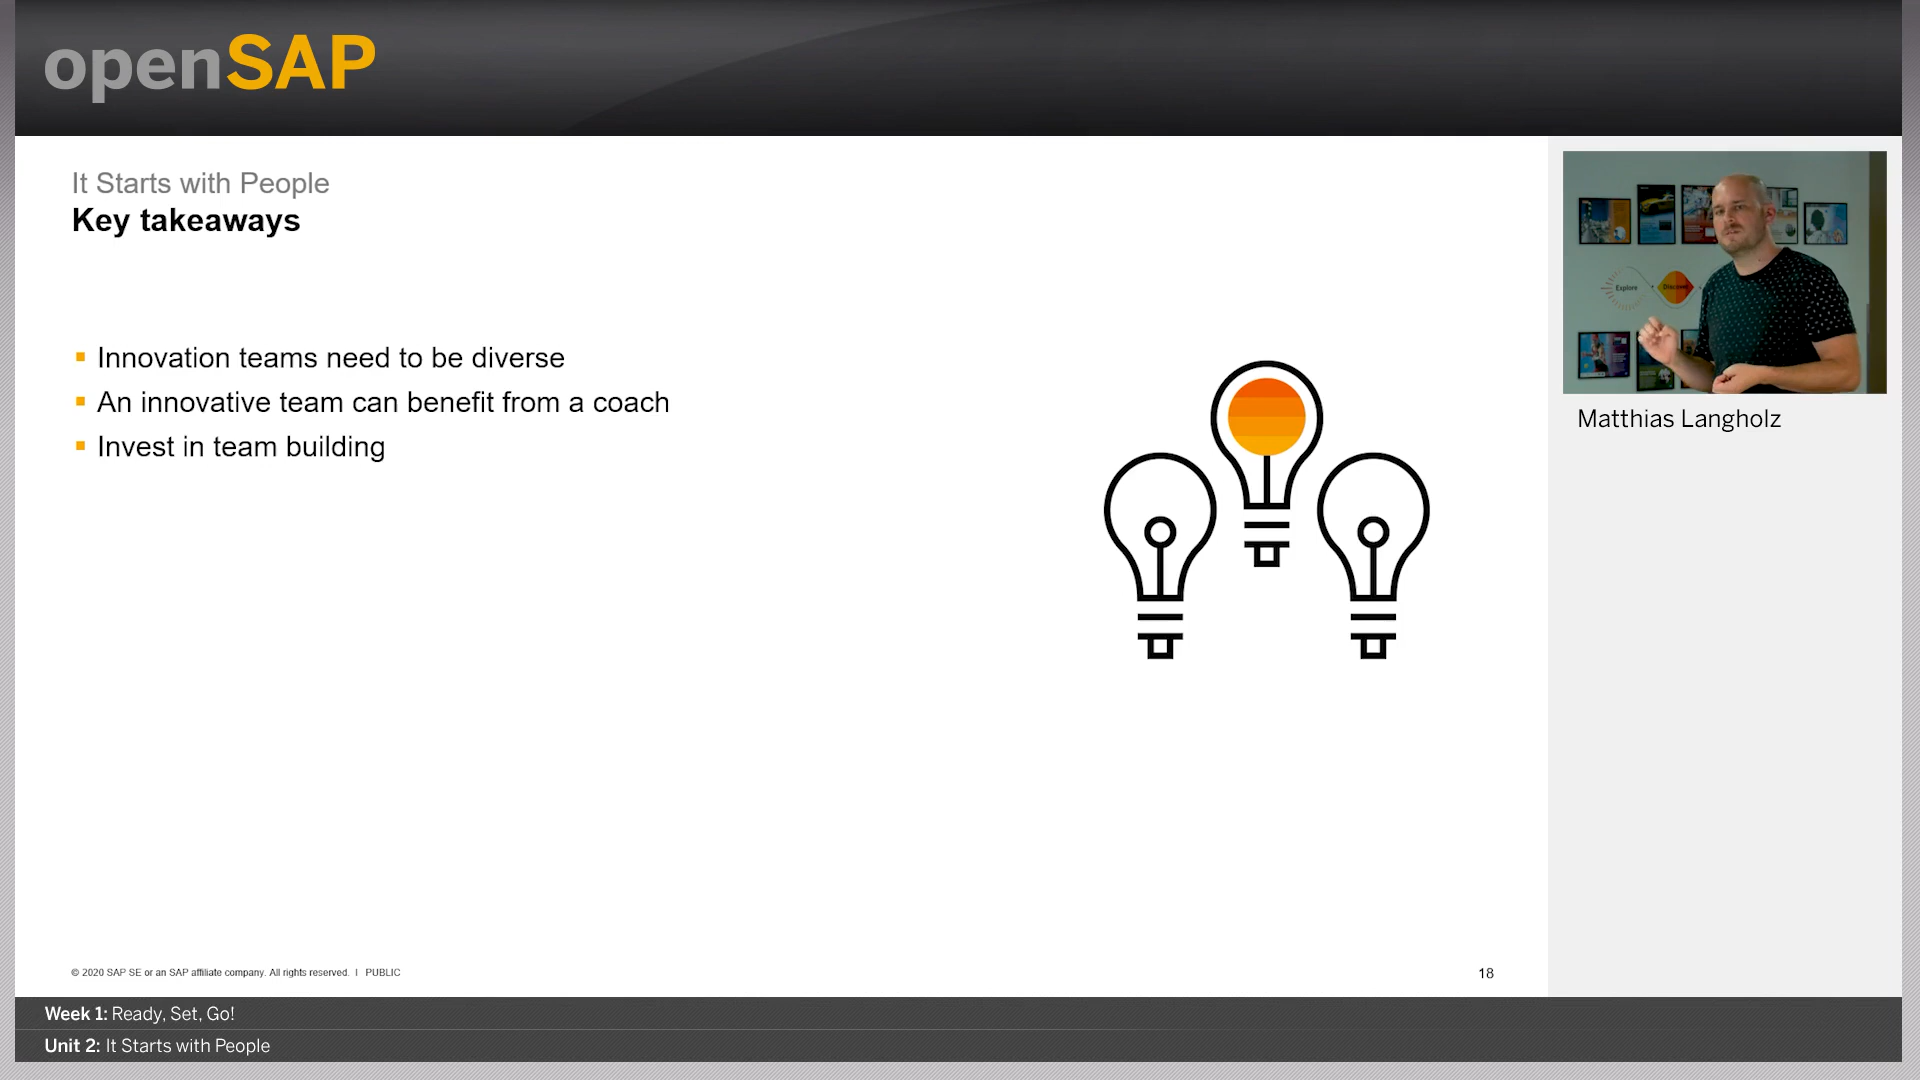 openSAP
It Starts with People
Key takeaways
Innovation teams need to be diverse
An innovative team can benefit from a coach
Invest in team building
Explore
Discover
Matthias Langholz
© 2020 SAP SE or an SAP affiliate company. All rights reserved. I PUBLIC
18
Week 1: Ready, Set, Go!
Unit 2: It Starts with People